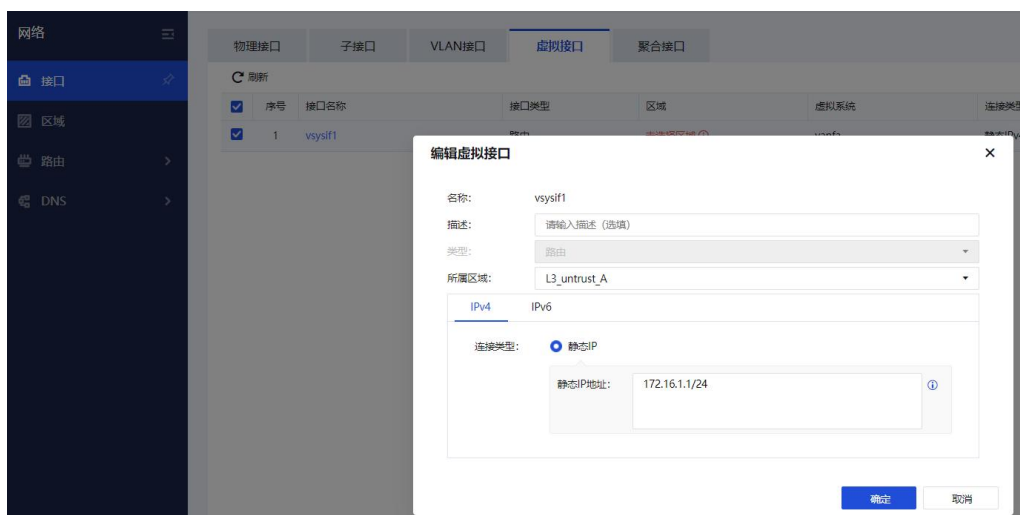 网络
接口
区域
路由
DNS
物理接口 子接口 VLAN接口 虚拟接口 聚合接口
刷新
序号 接口名称 接口类型 区域 虚拟系统 连接类型
1 vsysif1 路由
编辑虚拟接口
名称: vsysif1
描述: 请输入描述（选填）
类型: 路由
所属区域: L3_untrust_A
IPv4 IPv6
连接类型: 静态IP
静态IP地址: 172.16.1.1/24
确定 取消